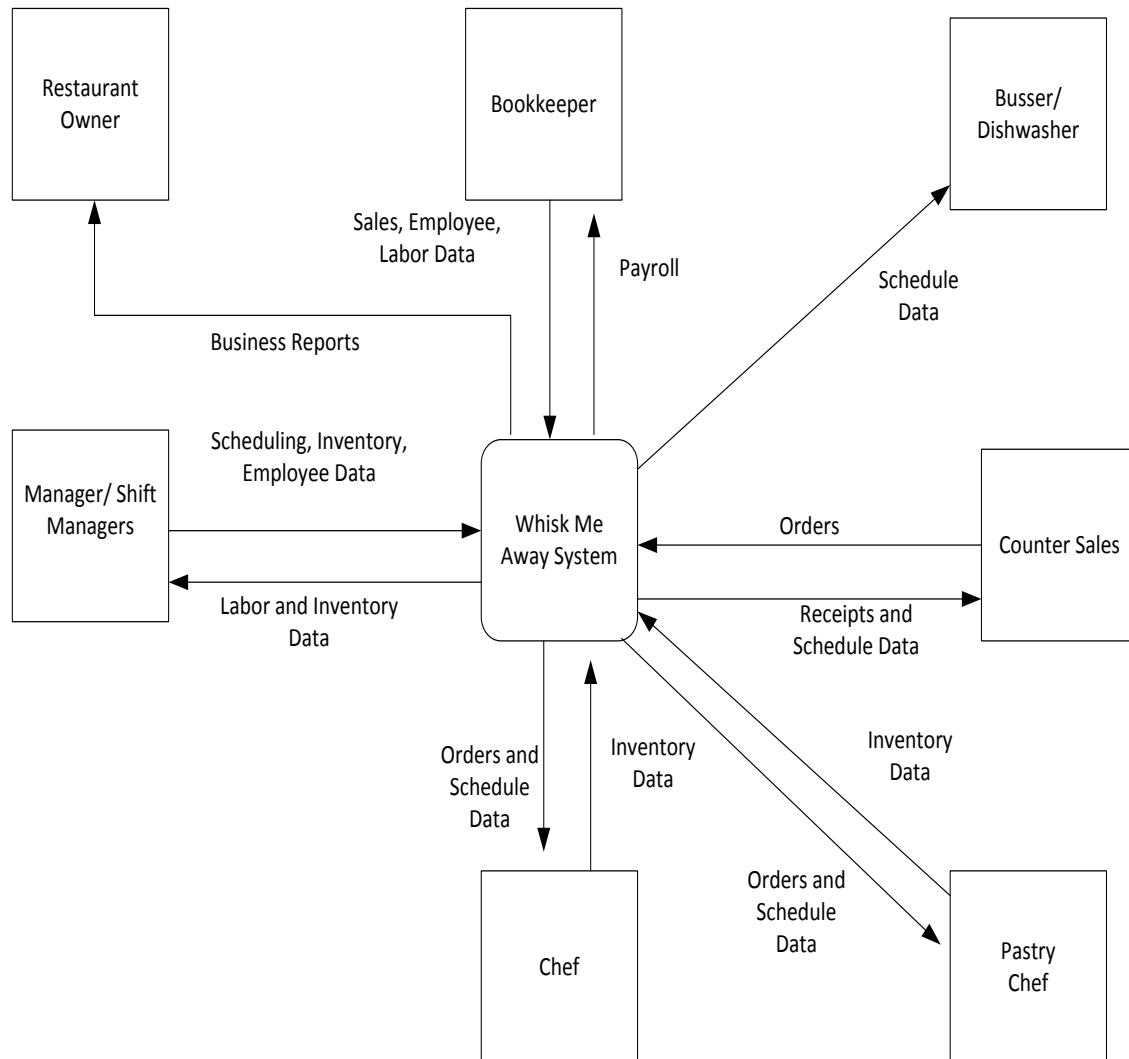 Restaurant
Owner
Bookkeeper
Busser/
Dishwasher
Sales, Employee,
Labor Data
Payroll
Schedule
Data
Business Reports
Scheduling, Inventory,
Employee Data
Manager/ Shift
Managers
Whisk Me
Away System
Orders
Counter Sales
Labor and Inventory
Data
Receipts and
Schedule Data
Orders and
Schedule
Data
Inventory
Data
Inventory
Data
Orders and
Schedule
Data
Chef
Pastry
Chef